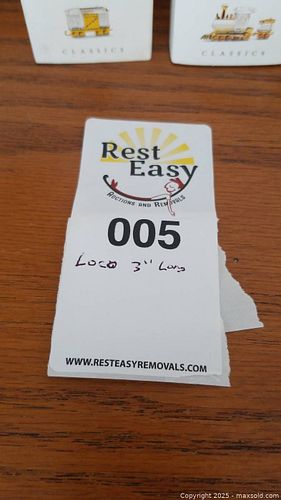 CLASSICS
CLASSICS
Rest
Easy
AUCTIONS AND REMOVALS
005
Loco 3" Long
WWW.RESTEASYREMOVALS.COM
Copyright © 2025 - maxsold.com